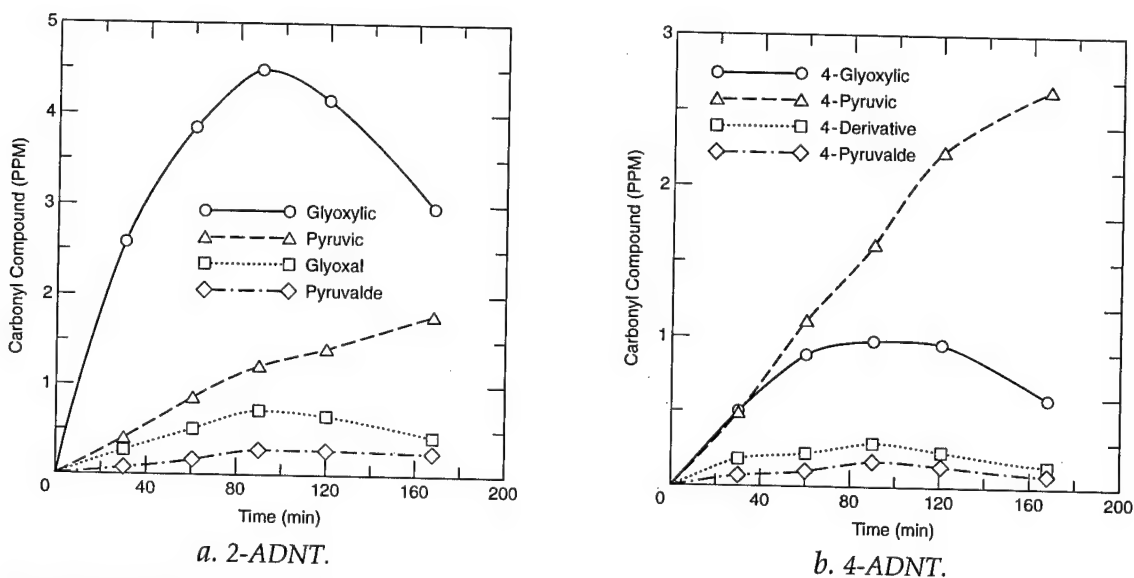 5
4
3
2
1
0
40
80
120
160
200
Carbonyl Compound (PPM)
Time (min)
Glyoxylic
Pyruvic
Glyoxal
Pyruvalde
a. 2-ADNT.
3
2
1
0
40
80
120
160
200
Carbonyl Compound (PPM)
Time (min)
4-Glyoxylic
4-Pyruvic
4-Derivative
4-Pyruvalde
b. 4-ADNT.